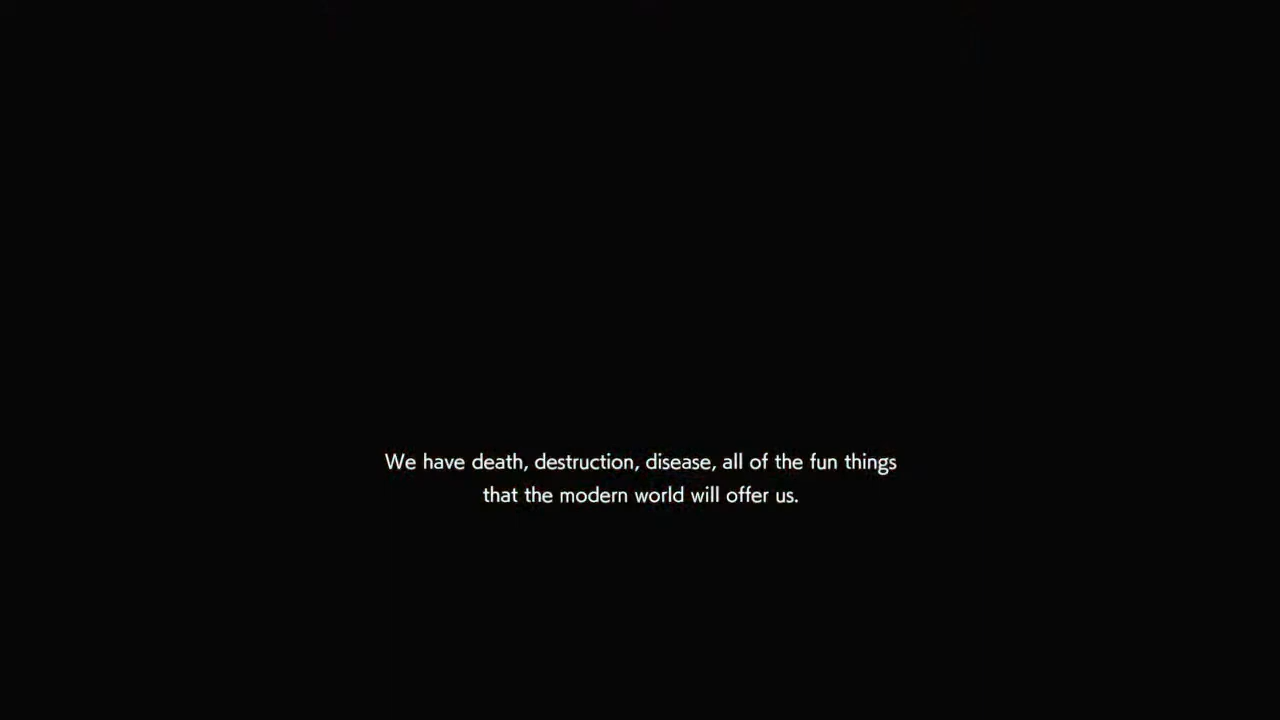 We have death, destruction, disease, all of the fun things
that the modern world will offer us.